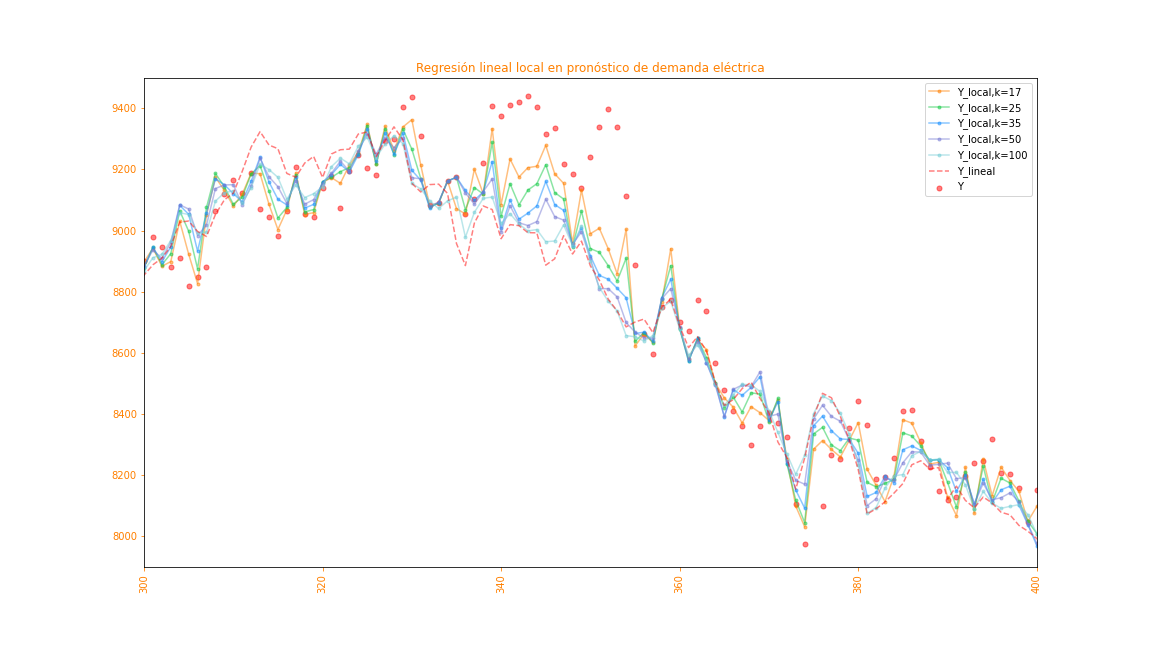 Regresión lineal local en pronóstico de demanda eléctrica
9400
9200
9000
8800
8600
8400
8200
8000
300
320
340
360
380
400
Y_local,k=17
Y_local,k=25
Y_local,k=35
Y_local,k=50
Y_local,k=100
Y_lineal
Y